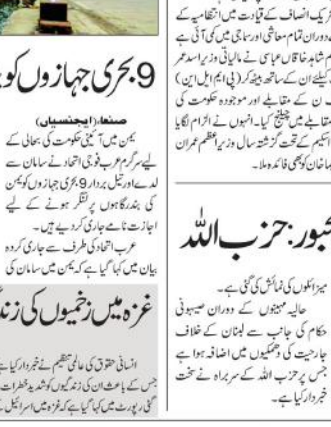 9 بحری جہازوں کو
صنعاء (ایجنسیاں)
یمن میں آئینی حکومت کی بحالی کے
لیے سرگرم عرب فوجی اتحاد نے سامان سے
لدے اور تیل بردار 9 بحری جہازوں کو یمن
کی بندرگاہوں پر لنگر ہونے کے لیے
اجازت نامے جاری کر دیے ہیں۔
عرب اتحاد کی طرف سے جاری کردہ
بیان میں کہا گیا ہے کہ یمن میں سامان کی
غزہ میں زخمیوں کی زند
انسانی حقوق کی عالمی تنظیم نے خبردار کیا ہے
جس کے باعث ان کی زندگیوں کو شدید خطرات
گئی رپورٹ میں کہا گیا ہے کہ غزہ میں اسرائیل
تحریک انصاف کے قیادت میں انتظامیہ کے
دوران تمام معاشی اور سماجی میں کمی آئی ہے
شاہد خاقان عباسی نے مالیاتی وزیر اسد عمر
کیلئے ان کے ساتھ بیٹھ کر (پی ایم ایل این)
ن کے مقابلے اور موجودہ حکومت کی
مقابلے میں چیلنج کیا۔ انہوں نے الزام لگایا
اسکیم کے تحت گزشتہ سال وزیر اعظم عمران
خان کو بھی فائدہ ملا۔
حزب اللہ
میزائلوں کی نمائش کی گئی ہے۔
حالیہ مہینوں کے دوران صیہونی
حکام کی جانب سے لبنان کے خلاف
جارحیت کی دھمکیوں میں اضافہ ہوا ہے
جس پر حزب اللہ کے سربراہ نے سخت
خبردار کیا ہے۔